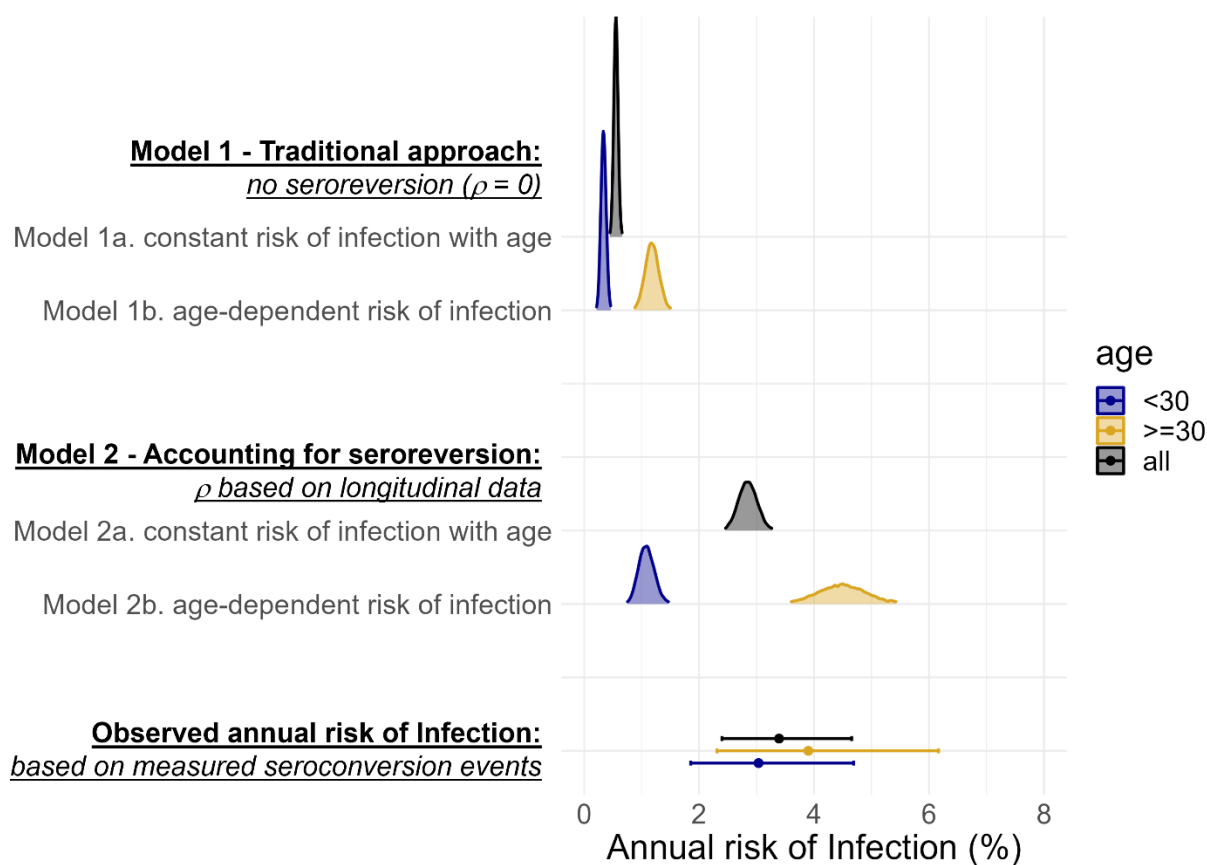 Model 1 - Traditional approach:
no seroreversion (ρ = 0)
Model 1a. constant risk of infection with age
Model 1b. age-dependent risk of infection
age
<30
>=30
all
Model 2 - Accounting for seroreversion:
ρ based on longitudinal data
Model 2a. constant risk of infection with age
Model 2b. age-dependent risk of infection
Observed annual risk of Infection:
based on measured seroconversion events
0 2 4 6 8
Annual risk of Infection (%)